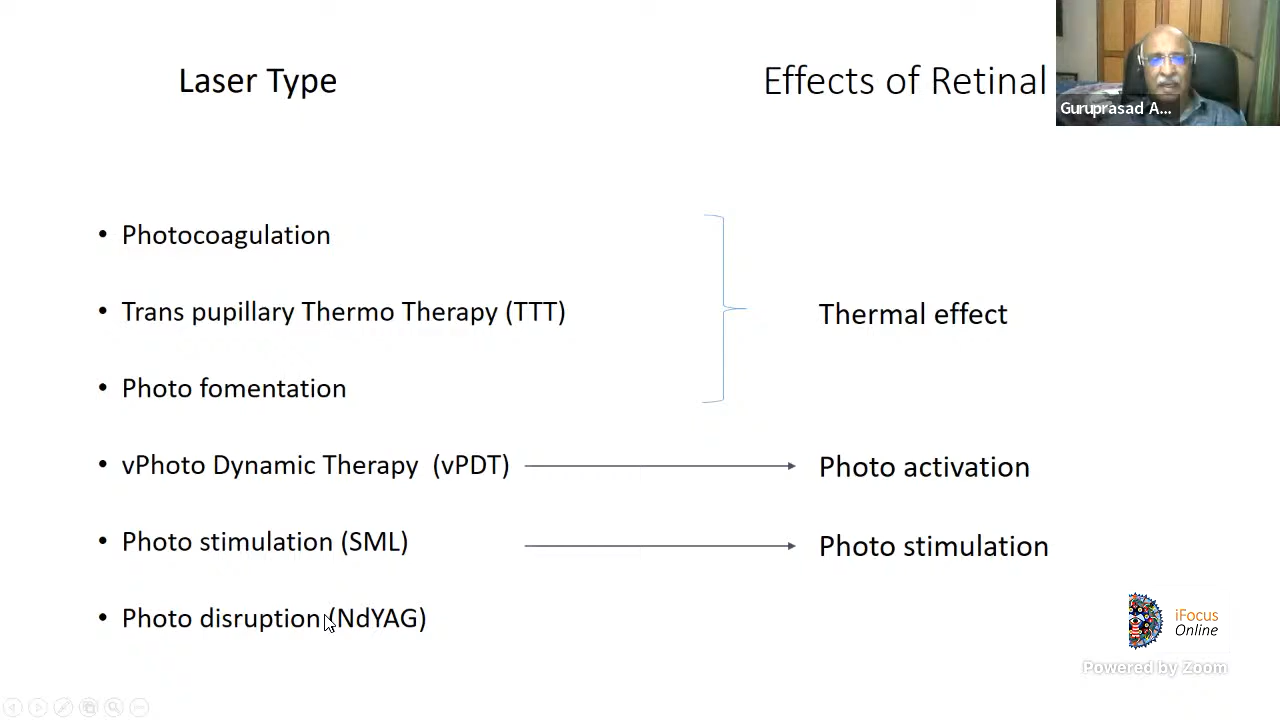 Laser Type
Effects of Retinal
Guruprasad A...
• Photocoagulation
• Trans pupillary Thermo Therapy (TTT)
Thermal effect
• Photo fomentation
• vPhoto Dynamic Therapy (vPDT)
Photo activation
• Photo stimulation (SML)
Photo stimulation
• Photo disruption (NdYAG)
iFocus
Online
Powered by Zoom